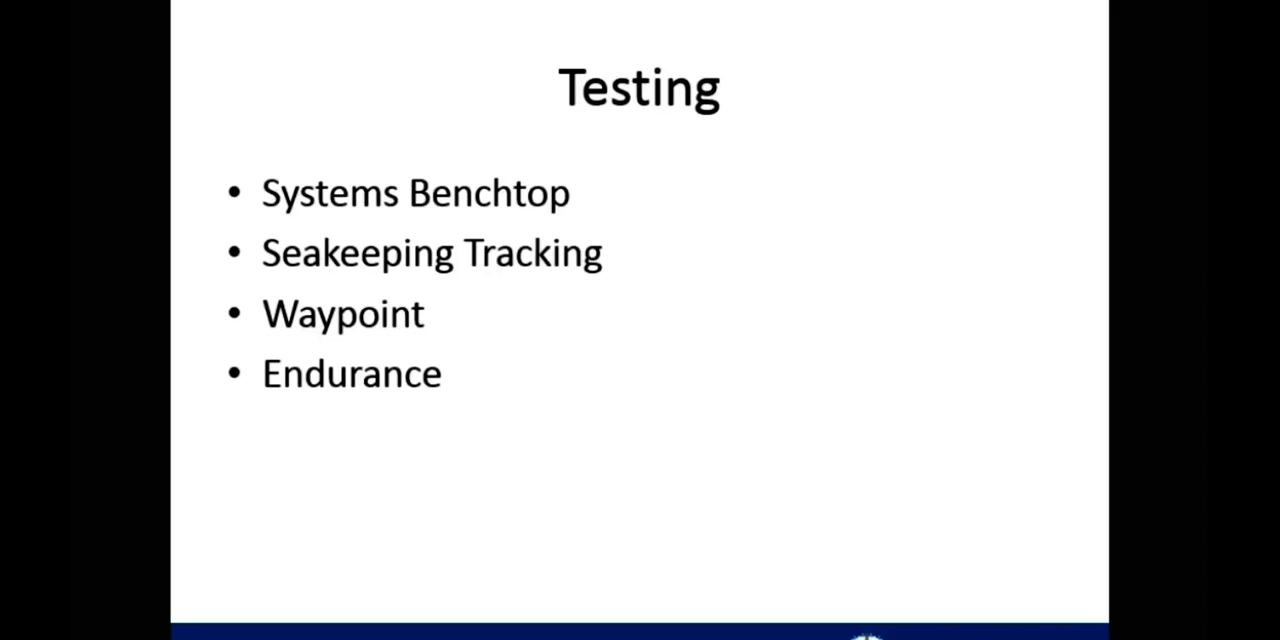 Testing
• Systems Benchtop
• Seakeeping Tracking
• Waypoint
• Endurance